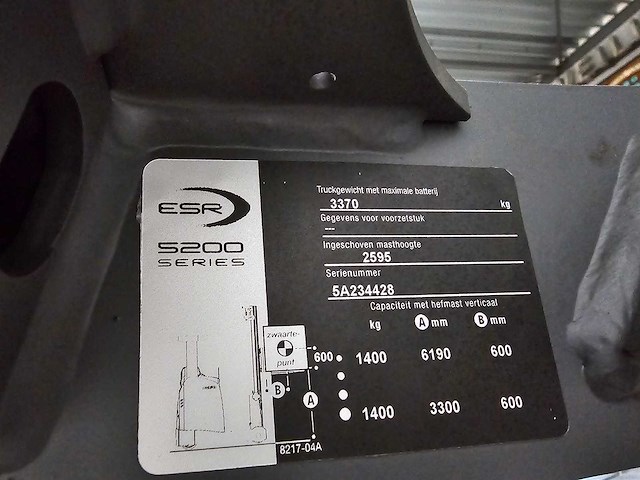 ESR
5200
SERIES
Truckgewicht met maximale batterij
3370 kg
Gegevens voor voorzetstuk
---
Ingeschoven masthoogte
2595
Serienummer
5A234428
Capaciteit met hefmast verticaal
kg A mm B mm
zwaarte-
punt
600 1400 6190 600
B A
1400 3300 600
8217-04A